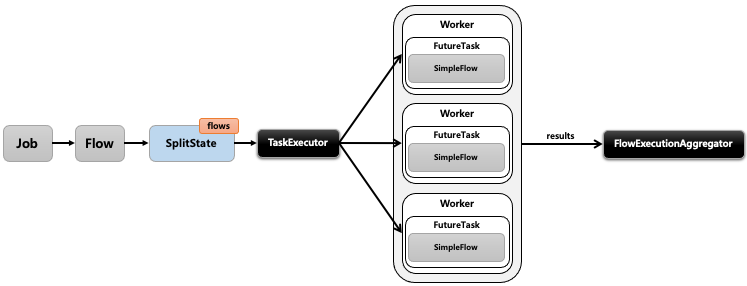 Job
Flow
flows
SplitState
TaskExecutor
Worker
FutureTask
SimpleFlow
Worker
FutureTask
SimpleFlow
Worker
FutureTask
SimpleFlow
results
FlowExecutionAggregator